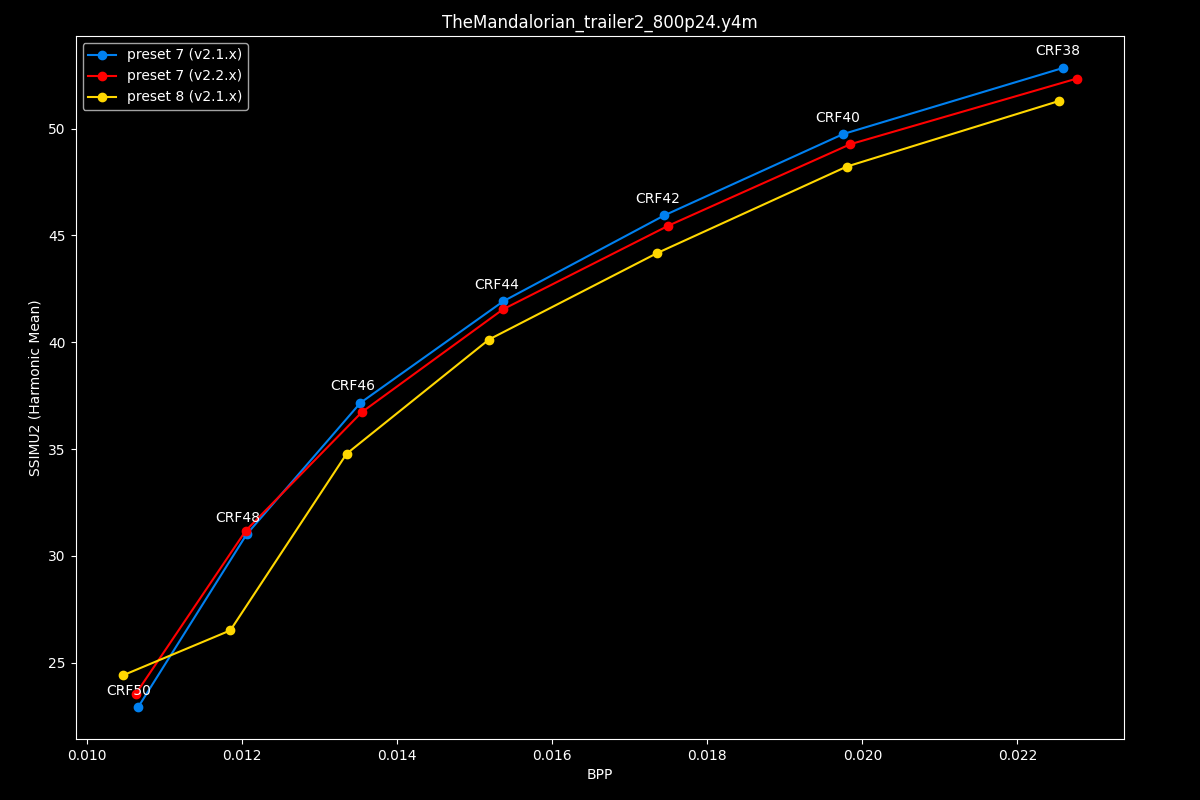 TheMandalorian_trailer2_800p24.y4m
preset 7 (v2.1.x)
preset 7 (v2.2.x)
preset 8 (v2.1.x)
CRF38
CRF40
CRF42
CRF44
CRF46
CRF48
CRF50
SSIMU2 (Harmonic Mean)
50
45
40
35
30
25
0.010 0.012 0.014 0.016 0.018 0.020 0.022
BPP